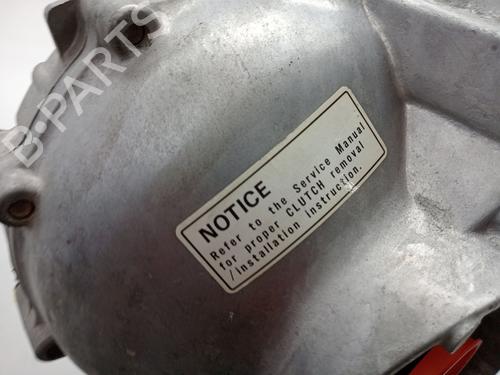 B-PARTS
NOTICE
Refer to the Service Manual
for proper CLUTCH removal
/installation instruction.